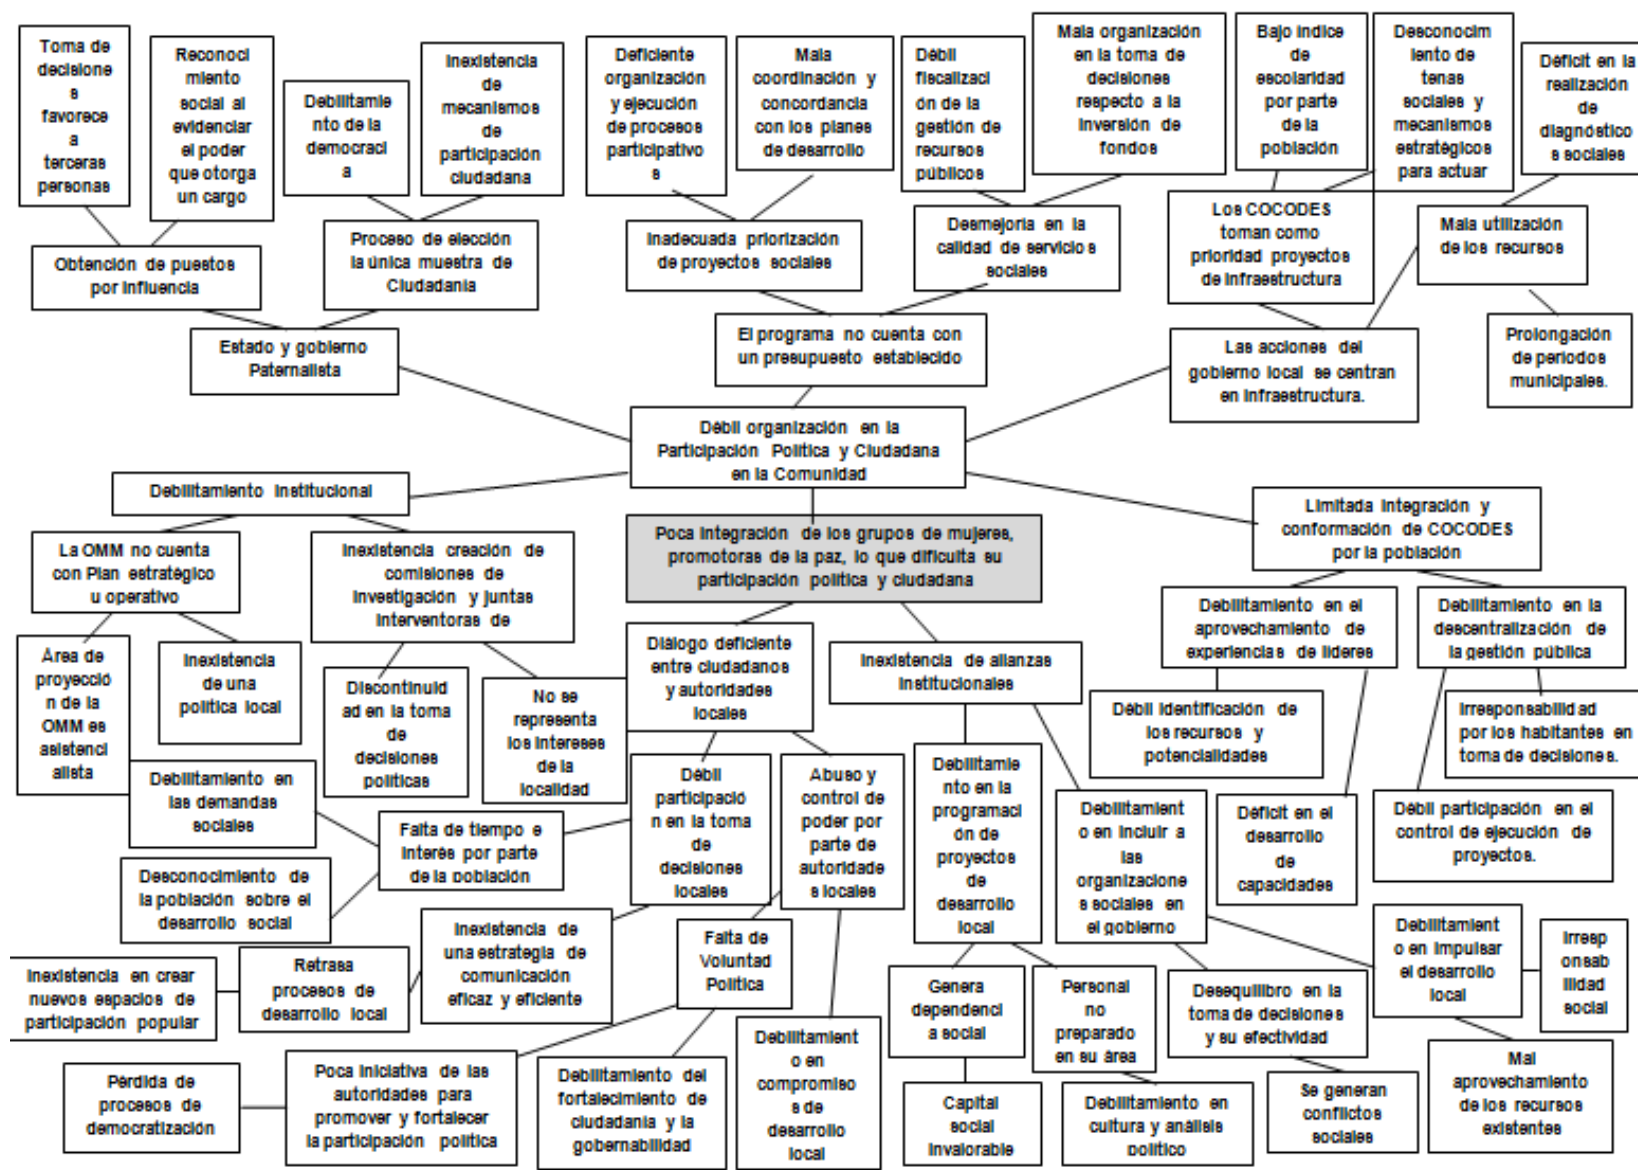 Toma de
decisione
s
favorece
a
terceras
personas
Reconoci
miento
social al
evidenciar
el poder
que otorga
un cargo
Debilitamie
nto de la
democraci
a
Inexistencia
de
mecanismos
de
participación
ciudadana
Deficiente
organización
y ejecución
de procesos
participativo
s
Mala
coordinación y
concordancia
con los planes
de desarrollo
Débil
fiscalizaci
ón de la
gestión de
recursos
públicos
Mala organización
en la toma de
decisiones
respecto a la
inversión de
fondos
Bajo índice
de
escolaridad
por parte
de la
población
Desconocim
iento de
temas
sociales y
mecanismos
estratégicos
para actuar
Déficit en la
realización
de
diagnóstico
s sociales
Obtención de puestos
por influencia
Proceso de elección
la única muestra de
Ciudadanía
Inadecuada priorización
de proyectos sociales
Desmejoría en la
calidad de servicios
sociales
Los COCODES
toman como
prioridad proyectos
de infraestructura
Mala utilización
de los recursos
Estado y gobierno
Paternalista
El programa no cuenta con
un presupuesto establecido
Las acciones del
gobierno local se centran
en infraestructura.
Prolongación
de periodos
municipales.
Débil organización en la
Participación Política y Ciudadana
en la Comunidad
Debilitamiento Institucional
Poca integración de los grupos de mujeres,
promotoras de la paz, lo que dificulta su
participación política y ciudadana
Limitada integración y
conformación de COCODES
por la población
La OMM no cuenta
con Plan estratégico
u operativo
Inexistencia creación de
comisiones de
investigación y juntas
interventoras de
Área de
proyecció
n de la
OMM es
asistenci
alista
Inexistencia
de una
política local
Discontinuid
ad en la toma
de
decisiones
políticas
No se
representa
los intereses
de la
localidad
Diálogo deficiente
entre ciudadanos
y autoridades
locales
Inexistencia de alianzas
Institucionales
Debilitamiento en el
aprovechamiento de
experiencias de líderes
Debilitamiento en la
descentralización de
la gestión pública
Débil identificación de
los recursos y
potencialidades
Irresponsabilidad
por los habitantes en
toma de decisiones.
Déficit en el
desarrollo
de
capacidades
Débil participación en el
control de ejecución de
proyectos.
Debilitamiento en
las demandas
sociales
Falta de tiempo e
interés por parte
de la población
Desconocimiento de
la población sobre el
desarrollo social
Débil
participació
n en la toma
de
decisiones
locales
Abuso y
control de
poder por
parte de
autoridade
s locales
Debilitamie
nto en la
programaci
ón de
proyectos
de
desarrollo
local
Debilitamient
o en incluir a
las
organizacione
s sociales en
el gobierno
Inexistencia en crear
nuevos espacios de
participación popular
Retrasa
procesos de
desarrollo local
Inexistencia de
una estrategia de
comunicación
eficaz y eficiente
Falta de
Voluntad
Política
Genera
dependenci
a social
Personal
no
preparado
en su área
Desequilibro en la
toma de decisiones
y su efectividad
Debilitamient
o en impulsar
el desarrollo
local
Irresp
onsab
ilidad
social
Pérdida de
procesos de
democratización
Poca iniciativa de las
autoridades para
promover y fortalecer
la participación política
Debilitamiento del
fortalecimiento de
ciudadanía y la
gobernabilidad
Debilitamient
o en
compromiso
s de
desarrollo
local
Capital
social
invalorable
Debilitamiento en
cultura y análisis
político
Se generan
conflictos
sociales
Mal
aprovechamiento
de los recursos
existentes